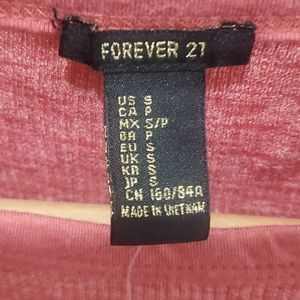 FOREVER 21
US S
CA P
MX S/P
BR P
EU S
UK S
KR S
JP S
CN 160/84A
MADE IN VIETNAM